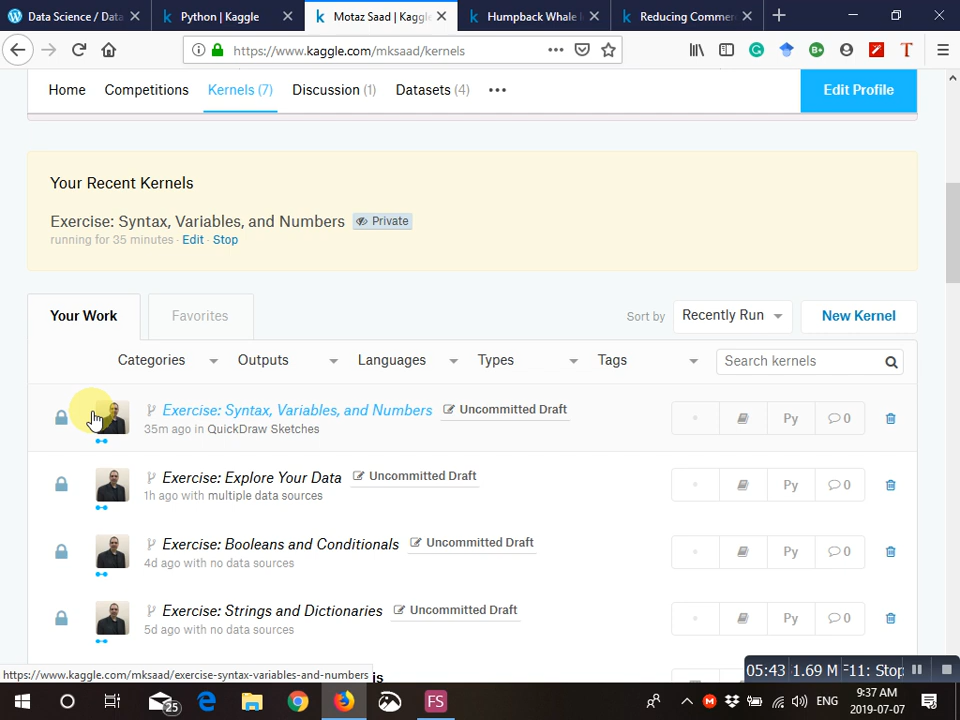 Data Science / Data
Python | Kaggle
Motaz Saad | Kaggle
Humpback Whale I
Reducing Commer
https://www.kaggle.com/mksaad/kernels
Home Competitions Kernels (7) Discussion (1) Datasets (4) ••• Edit Profile
Your Recent Kernels
Exercise: Syntax, Variables, and Numbers Private
running for 35 minutes · Edit · Stop
Your Work Favorites Sort by Recently Run New Kernel
Categories Outputs Languages Types Tags Search kernels
Exercise: Syntax, Variables, and Numbers Uncommitted Draft
35m ago in QuickDraw Sketches
Py 0
Exercise: Explore Your Data Uncommitted Draft
1h ago with multiple data sources
Py 0
Exercise: Booleans and Conditionals Uncommitted Draft
4d ago with no data sources
Py 0
Exercise: Strings and Dictionaries Uncommitted Draft
5d ago with no data sources
Py 0
https://www.kaggle.com/mksaad/exercise-syntax-variables-and-numbers
05:43 1.69 M F11: Stop
25
FS
ENG
9:37 AM
2019-07-07